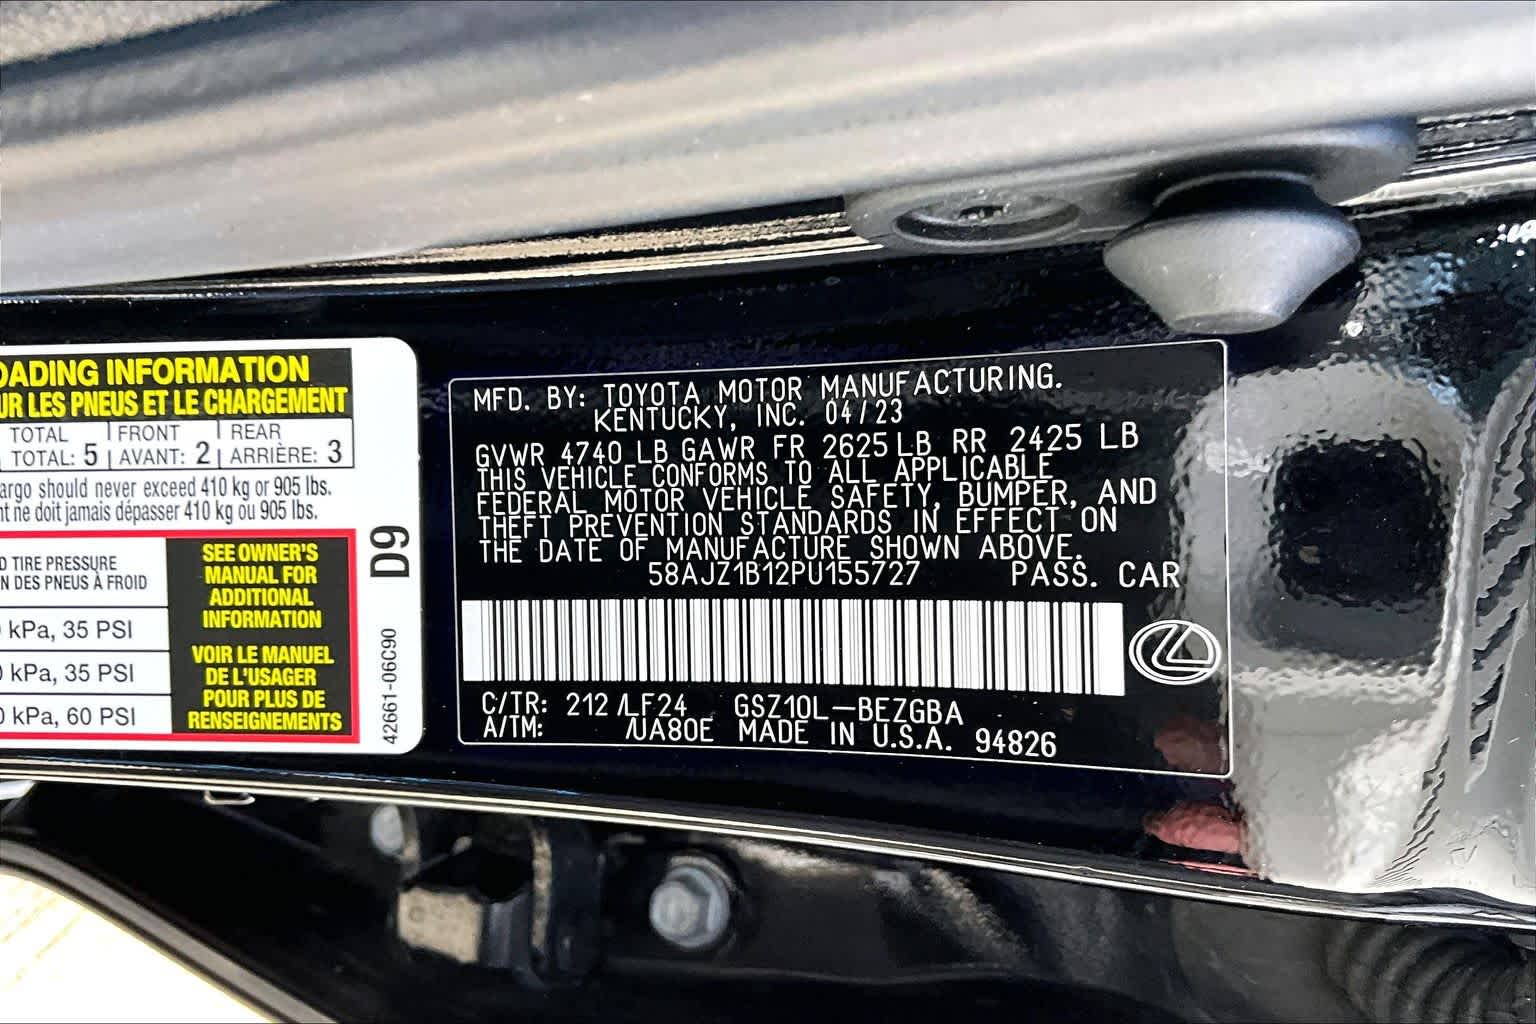 OADING INFORMATION
UR LES PNEUS ET LE CHARGEMENT
TOTAL FRONT REAR
TOTAL: 5 AVANT: 2 ARRIÈRE: 3
argo should never exceed 410 kg or 905 lbs.
nt ne doit jamais dépasser 410 kg ou 905 lbs.
D TIRE PRESSURE
N DES PNEUS À FROID
0 kPa, 35 PSI
0 kPa, 35 PSI
0 kPa, 60 PSI
SEE OWNER'S
MANUAL FOR
ADDITIONAL
INFORMATION
VOIR LE MANUEL
DE L'USAGER
POUR PLUS DE
RENSEIGNEMENTS
D9
42661-06C90
MFD. BY: TOYOTA MOTOR MANUFACTURING.
KENTUCKY, INC. 04/23
GVWR 4740 LB GAWR FR 2625 LB RR 2425 LB
THIS VEHICLE CONFORMS TO ALL APPLICABLE
FEDERAL MOTOR VEHICLE SAFETY, BUMPER, AND
THEFT PREVENTION STANDARDS IN EFFECT ON
THE DATE OF MANUFACTURE SHOWN ABOVE.
58AJZ1B12PU155727 PASS. CAR
C/TR: 212 /LF24 GSZ10L-BEZGBA
A/TM: /UA80E MADE IN U.S.A. 94826